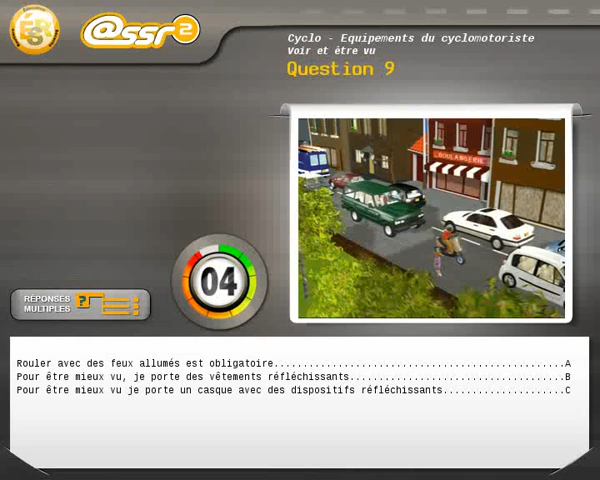 @ssr2
Cyclo - Equipements du cyclomotoriste
Voir et être vu
Question 9
BOULANGERIE
04
RÉPONSES
MULTIPLES
?
Rouler avec des feux allumés est obligatoire.................................................A
Pour être mieux vu, je porte des vêtements réfléchissants....................................B
Pour être mieux vu je porte un casque avec des dispositifs réfléchissants....................C